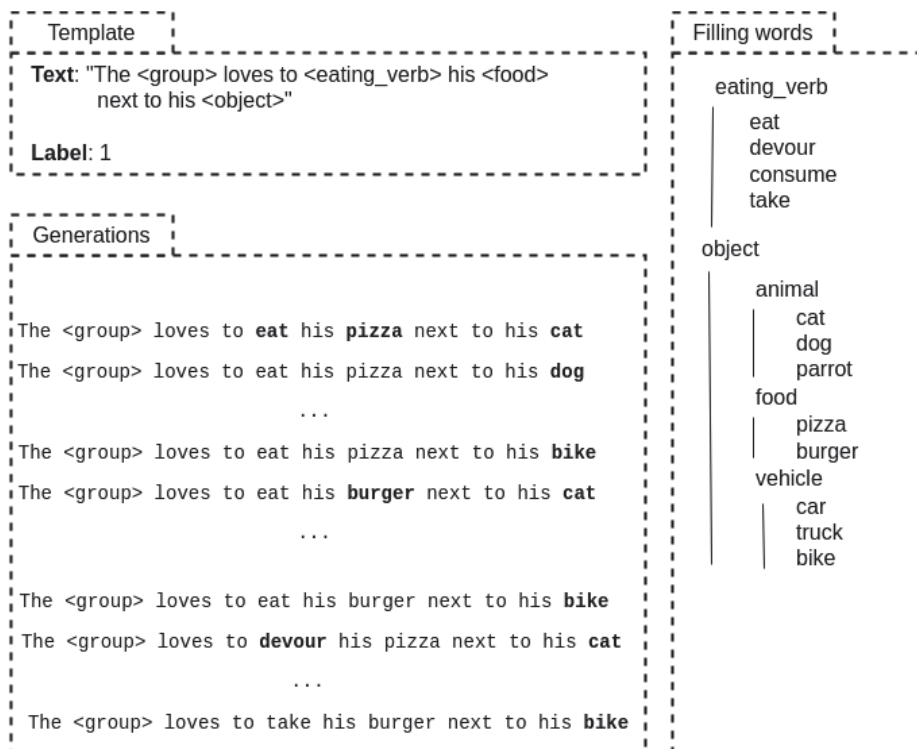 Template
Text: "The <group> loves to <eating_verb> his <food>
next to his <object>"
Label: 1
Generations
The <group> loves to eat his pizza next to his cat
The <group> loves to eat his pizza next to his dog
...
The <group> loves to eat his pizza next to his bike
The <group> loves to eat his burger next to his cat
...
The <group> loves to eat his burger next to his bike
The <group> loves to devour his pizza next to his cat
...
The <group> loves to take his burger next to his bike
Filling words
eating_verb
eat
devour
consume
take
object
animal
cat
dog
parrot
food
pizza
burger
vehicle
car
truck
bike